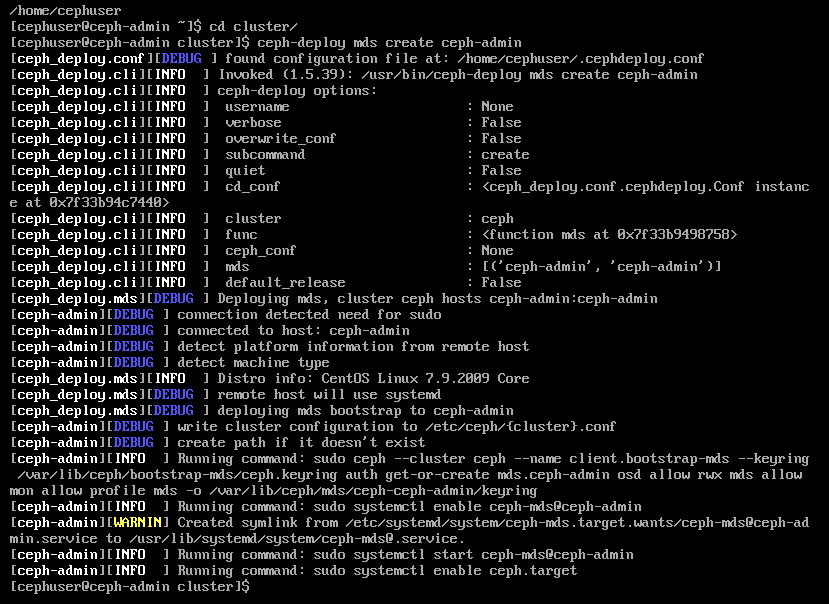 /home/cephuser
[cephuser@ceph-admin ~]$ cd cluster/
[cephuser@ceph-admin cluster]$ ceph-deploy mds create ceph-admin
[ceph_deploy.conf][DEBUG ] found configuration file at: /home/cephuser/.cephdeploy.conf
[ceph_deploy.cli][INFO  ] Invoked (1.5.39): /usr/bin/ceph-deploy mds create ceph-admin
[ceph_deploy.cli][INFO  ] ceph-deploy options:
[ceph_deploy.cli][INFO  ]  username                      : None
[ceph_deploy.cli][INFO  ]  verbose                       : False
[ceph_deploy.cli][INFO  ]  overwrite_conf                : False
[ceph_deploy.cli][INFO  ]  subcommand                    : create
[ceph_deploy.cli][INFO  ]  quiet                         : False
[ceph_deploy.cli][INFO  ]  cd_conf                       : <ceph_deploy.conf.cephdeploy.Conf instanc
e at 0x7f33b94c7440>
[ceph_deploy.cli][INFO  ]  cluster                       : ceph
[ceph_deploy.cli][INFO  ]  func                          : <function mds at 0x7f33b9498758>
[ceph_deploy.cli][INFO  ]  ceph_conf                     : None
[ceph_deploy.cli][INFO  ]  mds                           : [('ceph-admin', 'ceph-admin')]
[ceph_deploy.cli][INFO  ]  default_release               : False
[ceph_deploy.mds][DEBUG ] Deploying mds, cluster ceph hosts ceph-admin:ceph-admin
[ceph-admin][DEBUG ] connection detected need for sudo
[ceph-admin][DEBUG ] connected to host: ceph-admin
[ceph-admin][DEBUG ] detect platform information from remote host
[ceph-admin][DEBUG ] detect machine type
[ceph_deploy.mds][INFO  ] Distro info: CentOS Linux 7.9.2009 Core
[ceph_deploy.mds][DEBUG ] remote host will use systemd
[ceph_deploy.mds][DEBUG ] deploying mds bootstrap to ceph-admin
[ceph-admin][DEBUG ] write cluster configuration to /etc/ceph/{cluster}.conf
[ceph-admin][DEBUG ] create path if it doesn't exist
[ceph-admin][INFO  ] Running command: sudo ceph --cluster ceph --name client.bootstrap-mds --keyring
 /var/lib/ceph/bootstrap-mds/ceph.keyring auth get-or-create mds.ceph-admin osd allow rwx mds allow
mon allow profile mds -o /var/lib/ceph/mds/ceph-ceph-admin/keyring
[ceph-admin][INFO  ] Running command: sudo systemctl enable ceph-mds@ceph-admin
[ceph-admin][WARNIN] Created symlink from /etc/systemd/system/ceph-mds.target.wants/ceph-mds@ceph-ad
min.service to /usr/lib/systemd/system/ceph-mds@.service.
[ceph-admin][INFO  ] Running command: sudo systemctl start ceph-mds@ceph-admin
[ceph-admin][INFO  ] Running command: sudo systemctl enable ceph.target
[cephuser@ceph-admin cluster]$